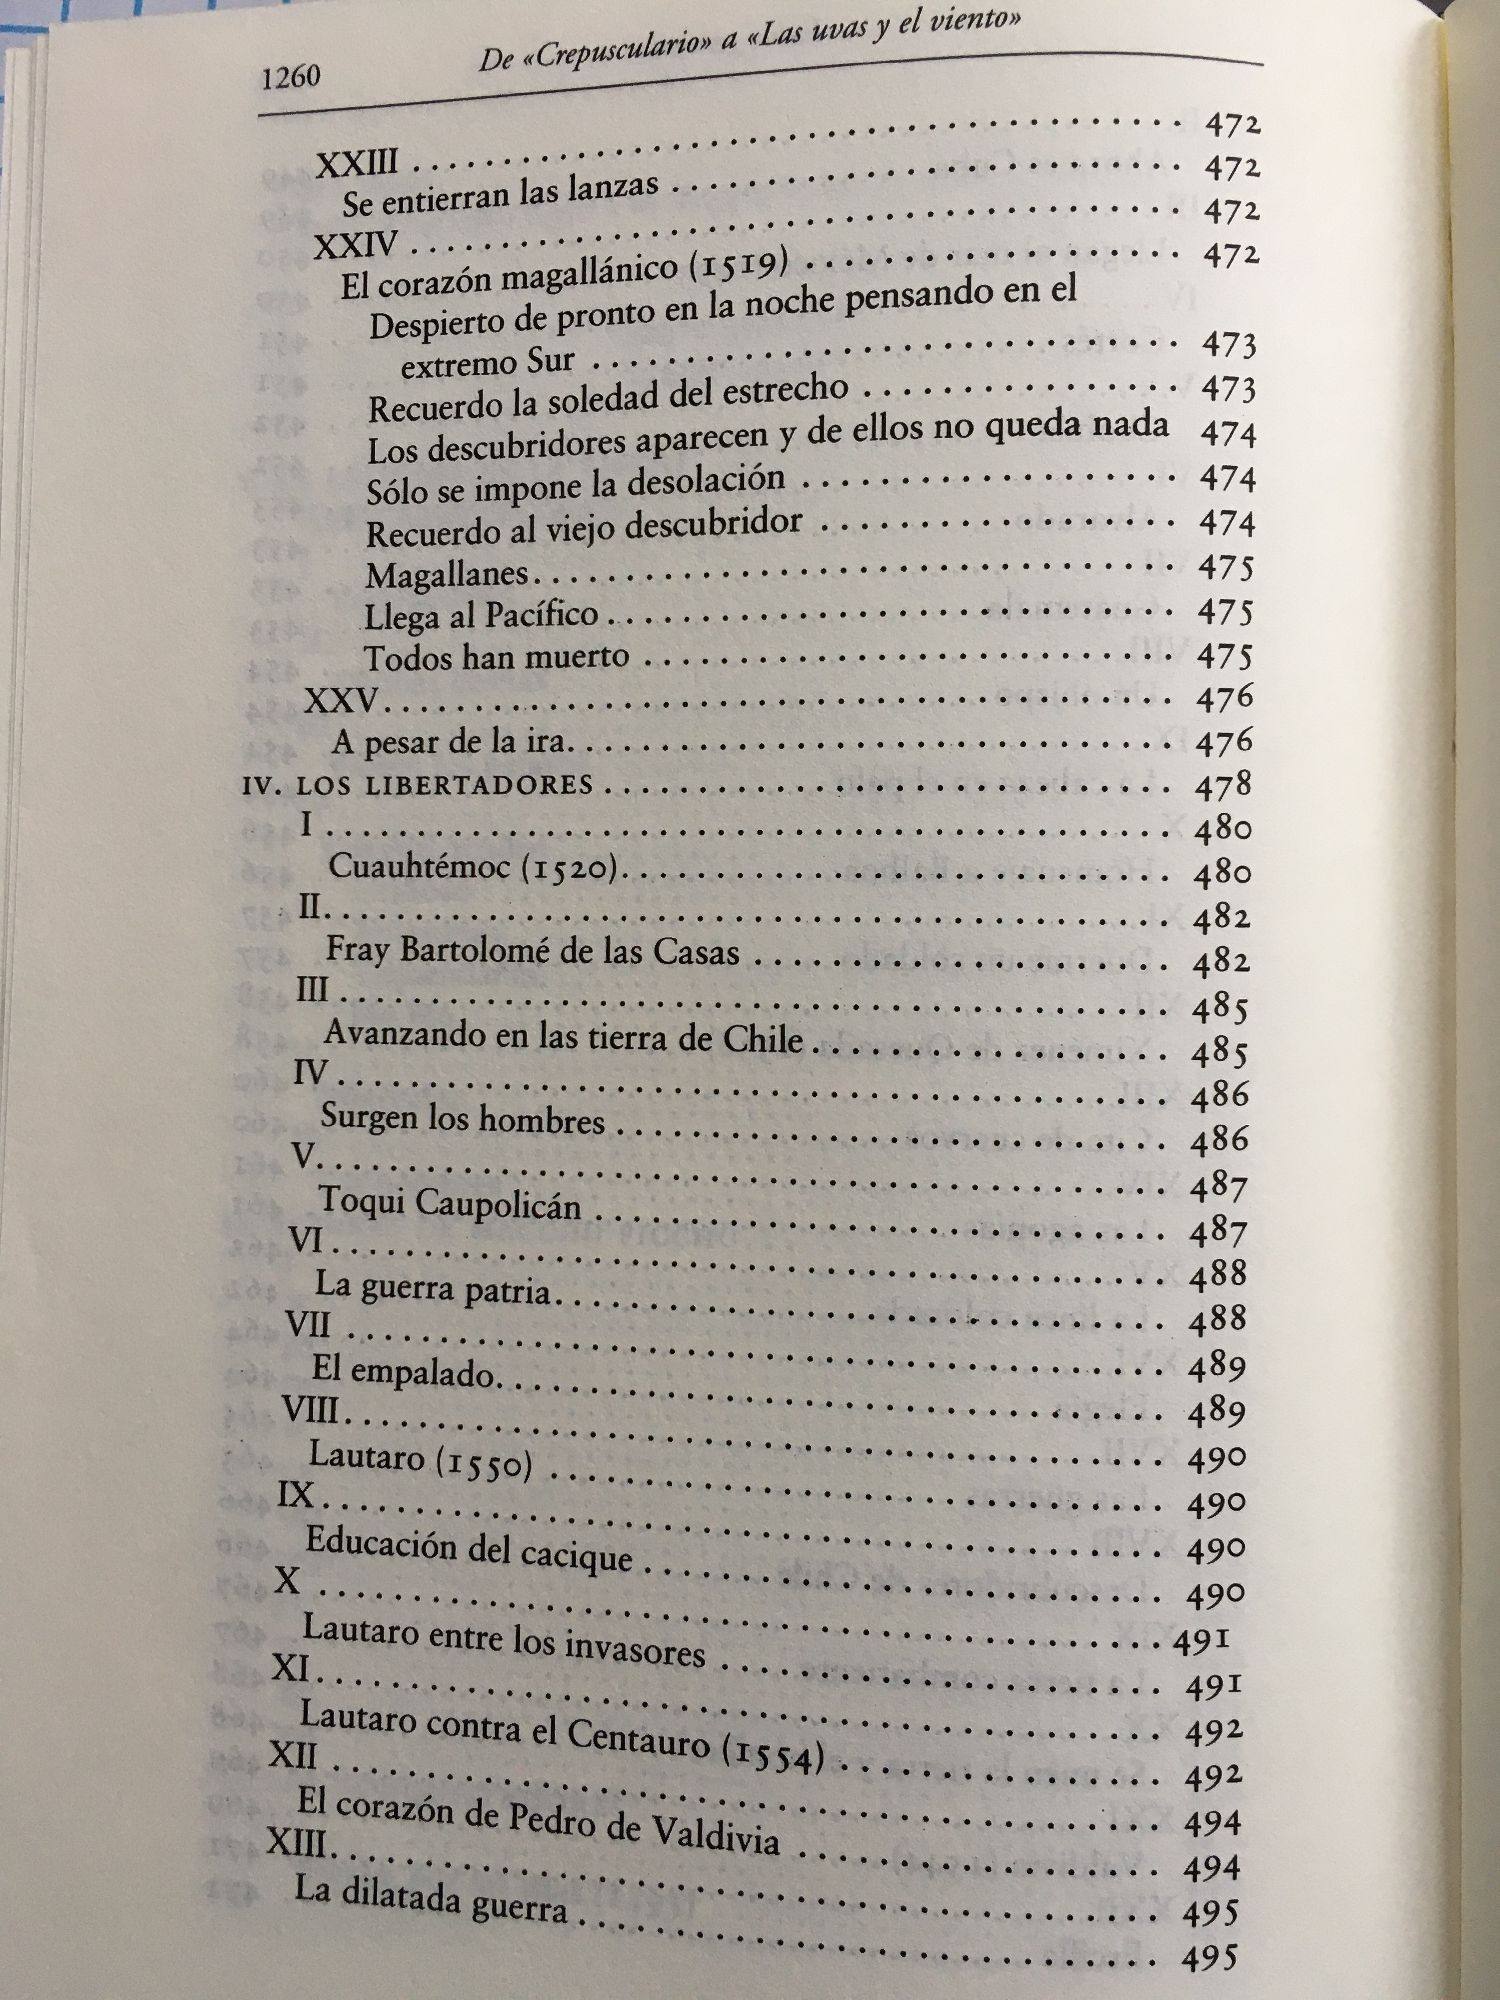 1260 De «Crepusculario» a «Las uvas y el viento»
XXIII . . . . . . . . . . 472
Se entierran las lanzas . . . . . . . . . . 472
XXIV . . . . . . . . . . 472
El corazón magallánico (1519) . . . . . . . . . . 472
Despierto de pronto en la noche pensando en el
extremo Sur . . . . . . . . . . 473
Recuerdo la soledad del estrecho . . . . . . . . . . 473
Los descubridores aparecen y de ellos no queda nada 474
Sólo se impone la desolación . . . . . . . . . . 474
Recuerdo al viejo descubridor . . . . . . . . . . 474
Magallanes. . . . . . . . . . 475
Llega al Pacífico . . . . . . . . . . 475
Todos han muerto . . . . . . . . . . 475
XXV. . . . . . . . . . 476
A pesar de la ira. . . . . . . . . . 476
IV. LOS LIBERTADORES . . . . . . . . . . 478
I . . . . . . . . . . 480
Cuauhtémoc (1520). . . . . . . . . . 480
II. . . . . . . . . . 482
Fray Bartolomé de las Casas . . . . . . . . . . 482
III . . . . . . . . . . 485
Avanzando en las tierra de Chile . . . . . . . . . . 485
IV . . . . . . . . . . 486
Surgen los hombres . . . . . . . . . . 486
V. . . . . . . . . . 487
Toqui Caupolicán . . . . . . . . . . 487
VI . . . . . . . . . . 488
La guerra patria. . . . . . . . . . 488
VII . . . . . . . . . . 489
El empalado. . . . . . . . . . 489
VIII. . . . . . . . . . 490
Lautaro (1550) . . . . . . . . . . 490
IX. . . . . . . . . . 490
Educación del cacique . . . . . . . . . . 490
X . . . . . . . . . . 491
Lautaro entre los invasores . . . . . . . . . . 491
XI. . . . . . . . . . 492
Lautaro contra el Centauro (1554) . . . . . . . . . . 492
XII . . . . . . . . . . 494
El corazón de Pedro de Valdivia . . . . . . . . . . 494
XIII. . . . . . . . . . 495
La dilatada guerra . . . . . . . . . . 495